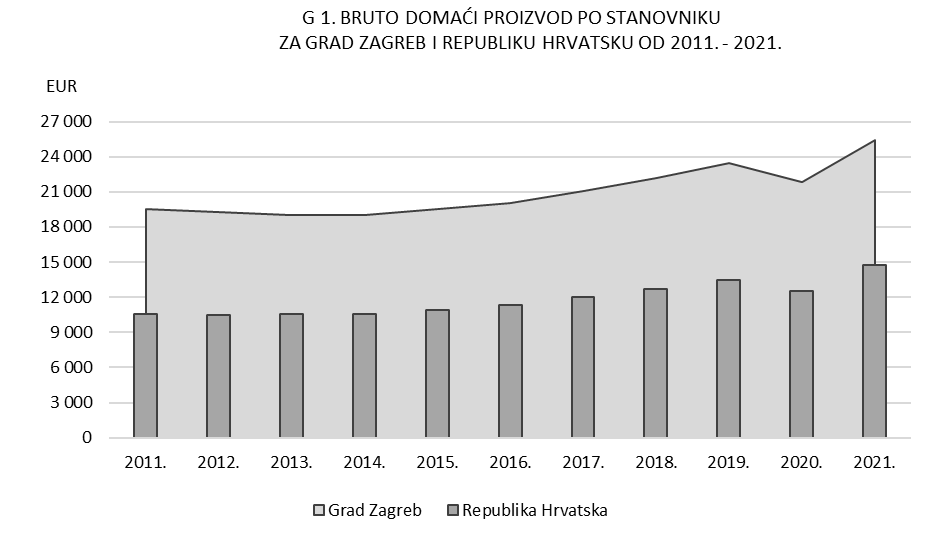 G 1. BRUTO DOMAĆI PROIZVOD PO STANOVNIKU
ZA GRAD ZAGREB I REPUBLIKU HRVATSKU OD 2011. - 2021.
EUR
27 000
24 000
21 000
18 000
15 000
12 000
9 000
6 000
3 000
0
2011. 2012. 2013. 2014. 2015. 2016. 2017. 2018. 2019. 2020. 2021.
Grad Zagreb Republika Hrvatska